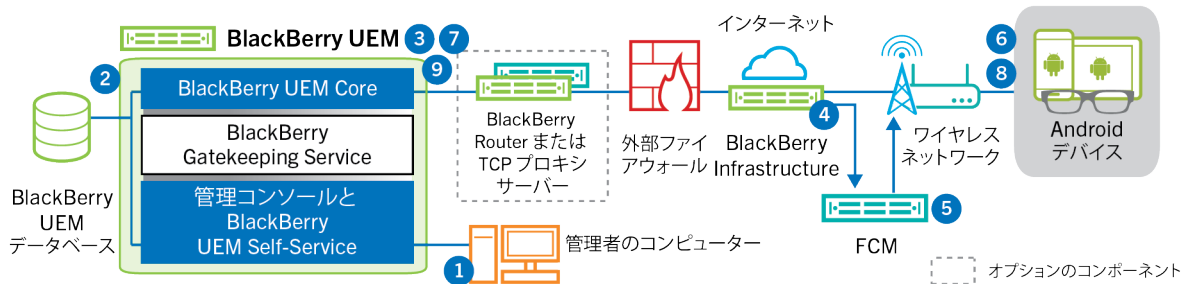 BlackBerry UEM
3
7
2
9
BlackBerry UEM Core
BlackBerry
Gatekeeping Service
管理コンソールと
BlackBerry
UEM Self-Service
BlackBerry
UEM
データベース
BlackBerry
Router または
TCP プロキシ
サーバー
外部ファイ
アウォール
インターネット
4
BlackBerry
Infrastructure
ワイヤレス
ネットワーク
6
8
Android
デバイス
5
FCM
1
管理者のコンピューター
オプションのコンポーネント